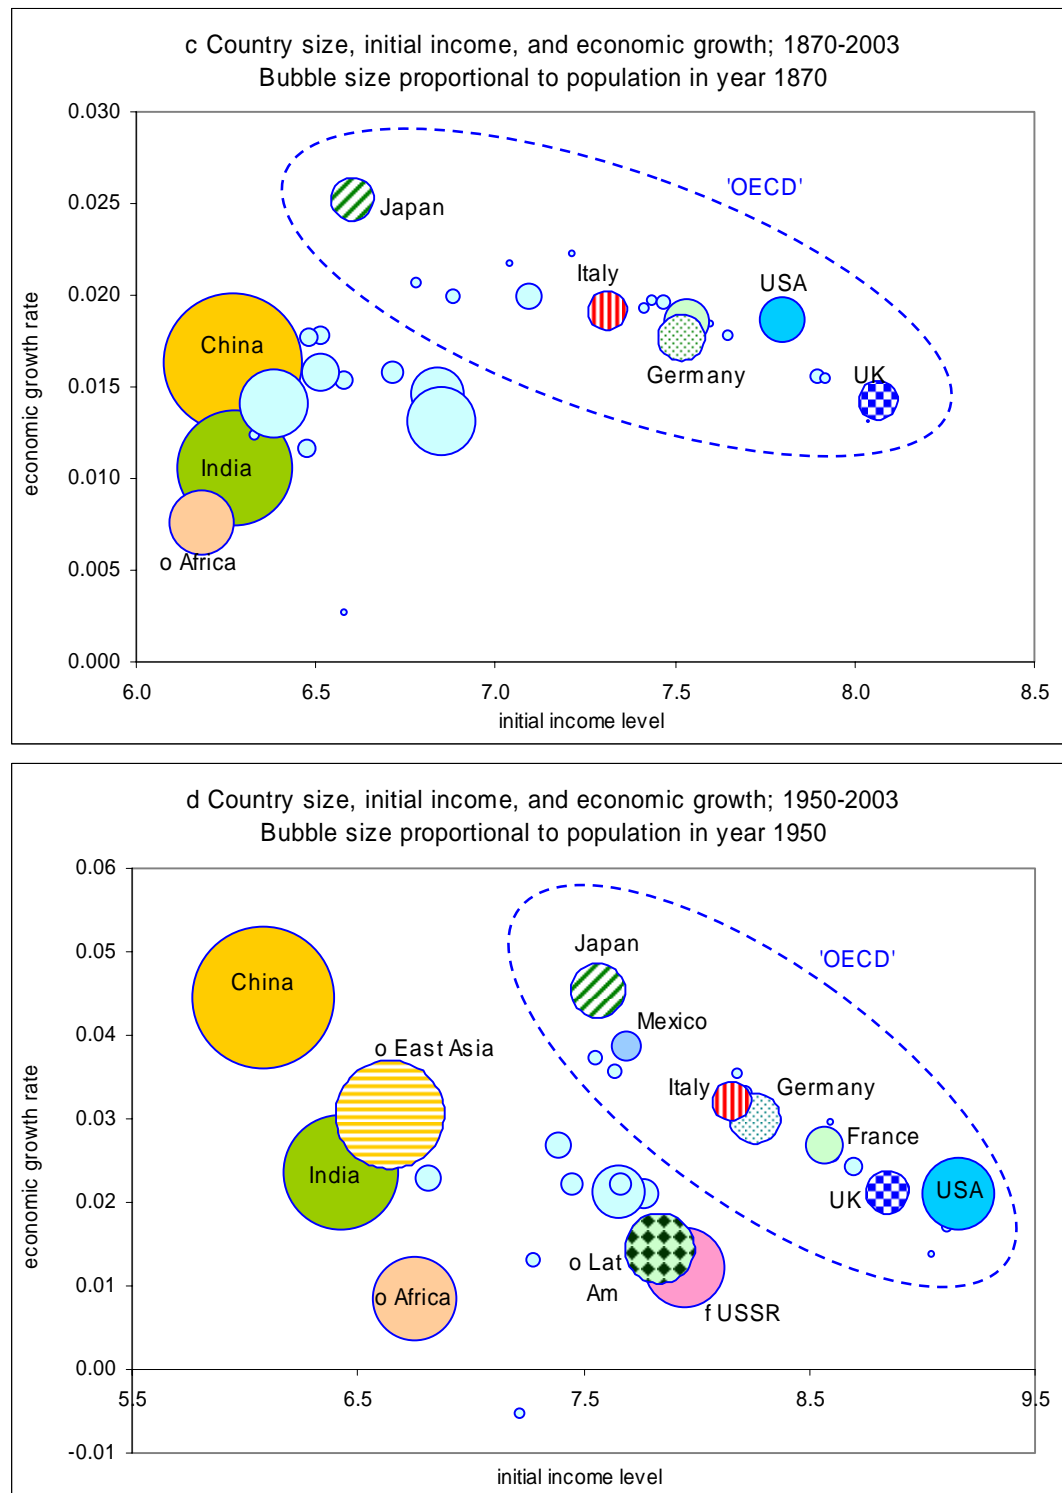 c Country size, initial income, and economic growth; 1870-2003
Bubble size proportional to population in year 1870
0.030
'OECD'
0.025
Japan
Italy
USA
0.020
China
economic growth rate
Germany
UK
0.015
India
0.010
o Africa
0.005
0.000
6.0 6.5 7.0 7.5 8.0 8.5
initial income level
d Country size, initial income, and economic growth; 1950-2003
Bubble size proportional to population in year 1950
0.06
Japan
'OECD'
0.05
China
Mexico
0.04
o East Asia
Italy
Germany
0.03
France
economic growth rate
India
USA
UK
0.02
o Lat
Am
o Africa
f USSR
0.01
0.00
5.5 6.5 7.5 8.5 9.5
-0.01
initial income level